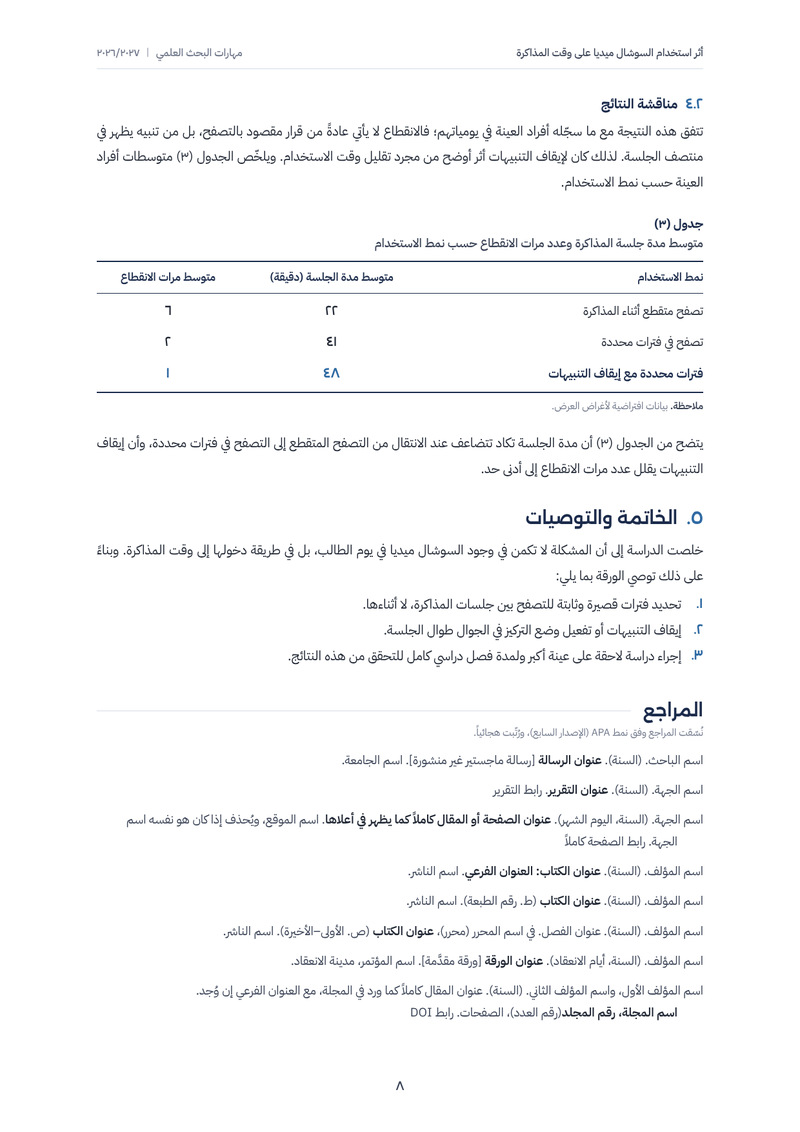 أثر استخدام السوشال ميديا على وقت المذاكرة
مهارات البحث العلمي | ٢٠٢٦/٢٠٢٧
٤.٢ مناقشة النتائج
تتفق هذه النتيجة مع ما سجّله أفراد العينة في يومياتهم؛ فالانقطاع لا يأتي عادةً من قرار مقصود بالتصفح، بل من تنبيه يظهر في
منتصف الجلسة. لذلك كان لإيقاف التنبيهات أثر أوضح من مجرد تقليل وقت الاستخدام. ويلخّص الجدول (٣) متوسطات أفراد
العينة حسب نمط الاستخدام.
جدول (٣)
متوسط مدة جلسة المذاكرة وعدد مرات الانقطاع حسب نمط الاستخدام
نمط الاستخدام متوسط مدة الجلسة (دقيقة) متوسط مرات الانقطاع
تصفح متقطع أثناء المذاكرة ٢٢ ٦
تصفح في فترات محددة ٤١ ٢
فترات محددة مع إيقاف التنبيهات ٤٨ ١
ملاحظة. بيانات افتراضية لأغراض العرض.
يتضح من الجدول (٣) أن مدة الجلسة تكاد تتضاعف عند الانتقال من التصفح المتقطع إلى التصفح في فترات محددة، وأن إيقاف
التنبيهات يقلل عدد مرات الانقطاع إلى أدنى حد.
٥. الخاتمة والتوصيات
خلصت الدراسة إلى أن المشكلة لا تكمن في وجود السوشال ميديا في يوم الطالب، بل في طريقة دخولها إلى وقت المذاكرة. وبناءً
على ذلك توصي الورقة بما يلي:
١. تحديد فترات قصيرة وثابتة للتصفح بين جلسات المذاكرة، لا أثناءها.
٢. إيقاف التنبيهات أو تفعيل وضع التركيز في الجوال طوال الجلسة.
٣. إجراء دراسة لاحقة على عينة أكبر ولمدة فصل دراسي كامل للتحقق من هذه النتائج.
المراجع
نُسّقت المراجع وفق نمط APA (الإصدار السابع)، ورُتّبت هجائياً.
اسم الباحث. (السنة). عنوان الرسالة [رسالة ماجستير غير منشورة]. اسم الجامعة.
اسم الجهة. (السنة). عنوان التقرير. رابط التقرير
اسم الجهة. (السنة، اليوم الشهر). عنوان الصفحة أو المقال كاملاً كما يظهر في أعلاها. اسم الموقع، ويُحذف إذا كان هو نفسه اسم
الجهة. رابط الصفحة كاملاً
اسم المؤلف. (السنة). عنوان الكتاب: العنوان الفرعي. اسم الناشر.
اسم المؤلف. (السنة). عنوان الكتاب (ط. رقم الطبعة). اسم الناشر.
اسم المؤلف. (السنة). عنوان الفصل. في اسم المحرر (محرر)، عنوان الكتاب (ص. الأولى–الأخيرة). اسم الناشر.
اسم المؤلف. (السنة، أيام الانعقاد). عنوان الورقة [ورقة مقدَّمة]. اسم المؤتمر، مدينة الانعقاد.
اسم المؤلف الأول، واسم المؤلف الثاني. (السنة). عنوان المقال كاملاً كما ورد في المجلة، مع العنوان الفرعي إن وُجد.
اسم المجلة، رقم المجلد(رقم العدد)، الصفحات. رابط DOI
٨